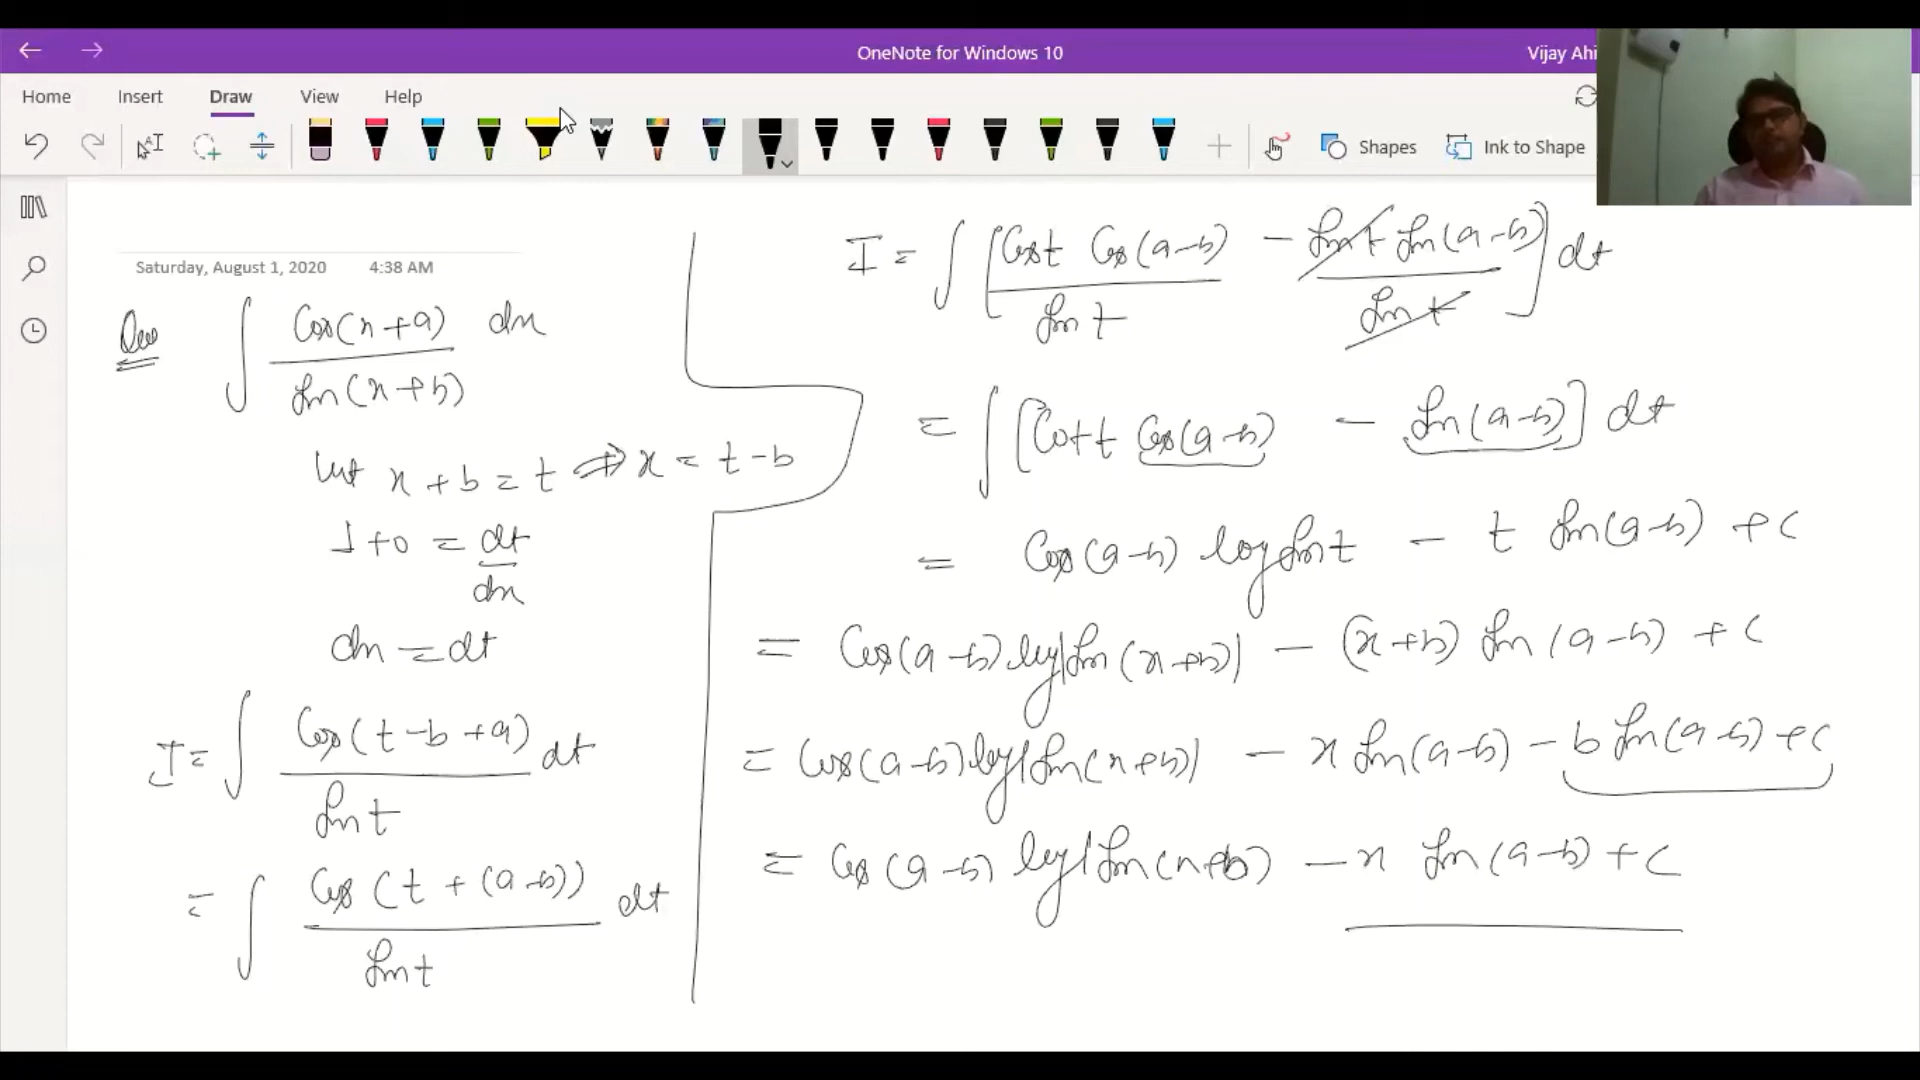 OneNote for Windows 10
Vijay Ahi
Home Insert Draw View Help
Shapes
Ink to Shape
Saturday, August 1, 2020 4:38 AM
Que ∫ Cos(x+a) / Sin(x+b) dx
Let x + b = t ⇒ x = t - b
1 + 0 = dt/dx
dx = dt
I = ∫ Cos(t - b + a) / Sin t dt
= ∫ Cos(t + (a-b)) / Sin t dt
I = ∫ [Cos t Cos(a-b) / Sin t - Sin t Sin(a-b) / Sin t] dt
= ∫ [Cot t Cos(a-b) - Sin(a-b)] dt
= Cos(a-b) log Sin t - t Sin(a-b) + C
= Cos(a-b) log|Sin(x+b)| - (x+b) Sin(a-b) + C
= Cos(a-b) log|Sin(x+b)| - x Sin(a-b) - b Sin(a-b) + C
= Cos(a-b) log|Sin(x+b) - x Sin(a-b) + C